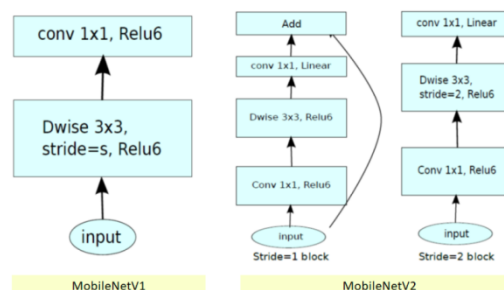 conv 1x1, Relu6
Dwise 3x3,
stride=s, Relu6
input
MobileNetV1
Add
conv 1x1, Linear
Dwise 3x3, Relu6
Conv 1x1, Relu6
input
Stride=1 block
conv 1x1, Linear
Dwise 3x3,
stride=2, Relu6
Conv 1x1, Relu6
input
Stride=2 block
MobileNetV2